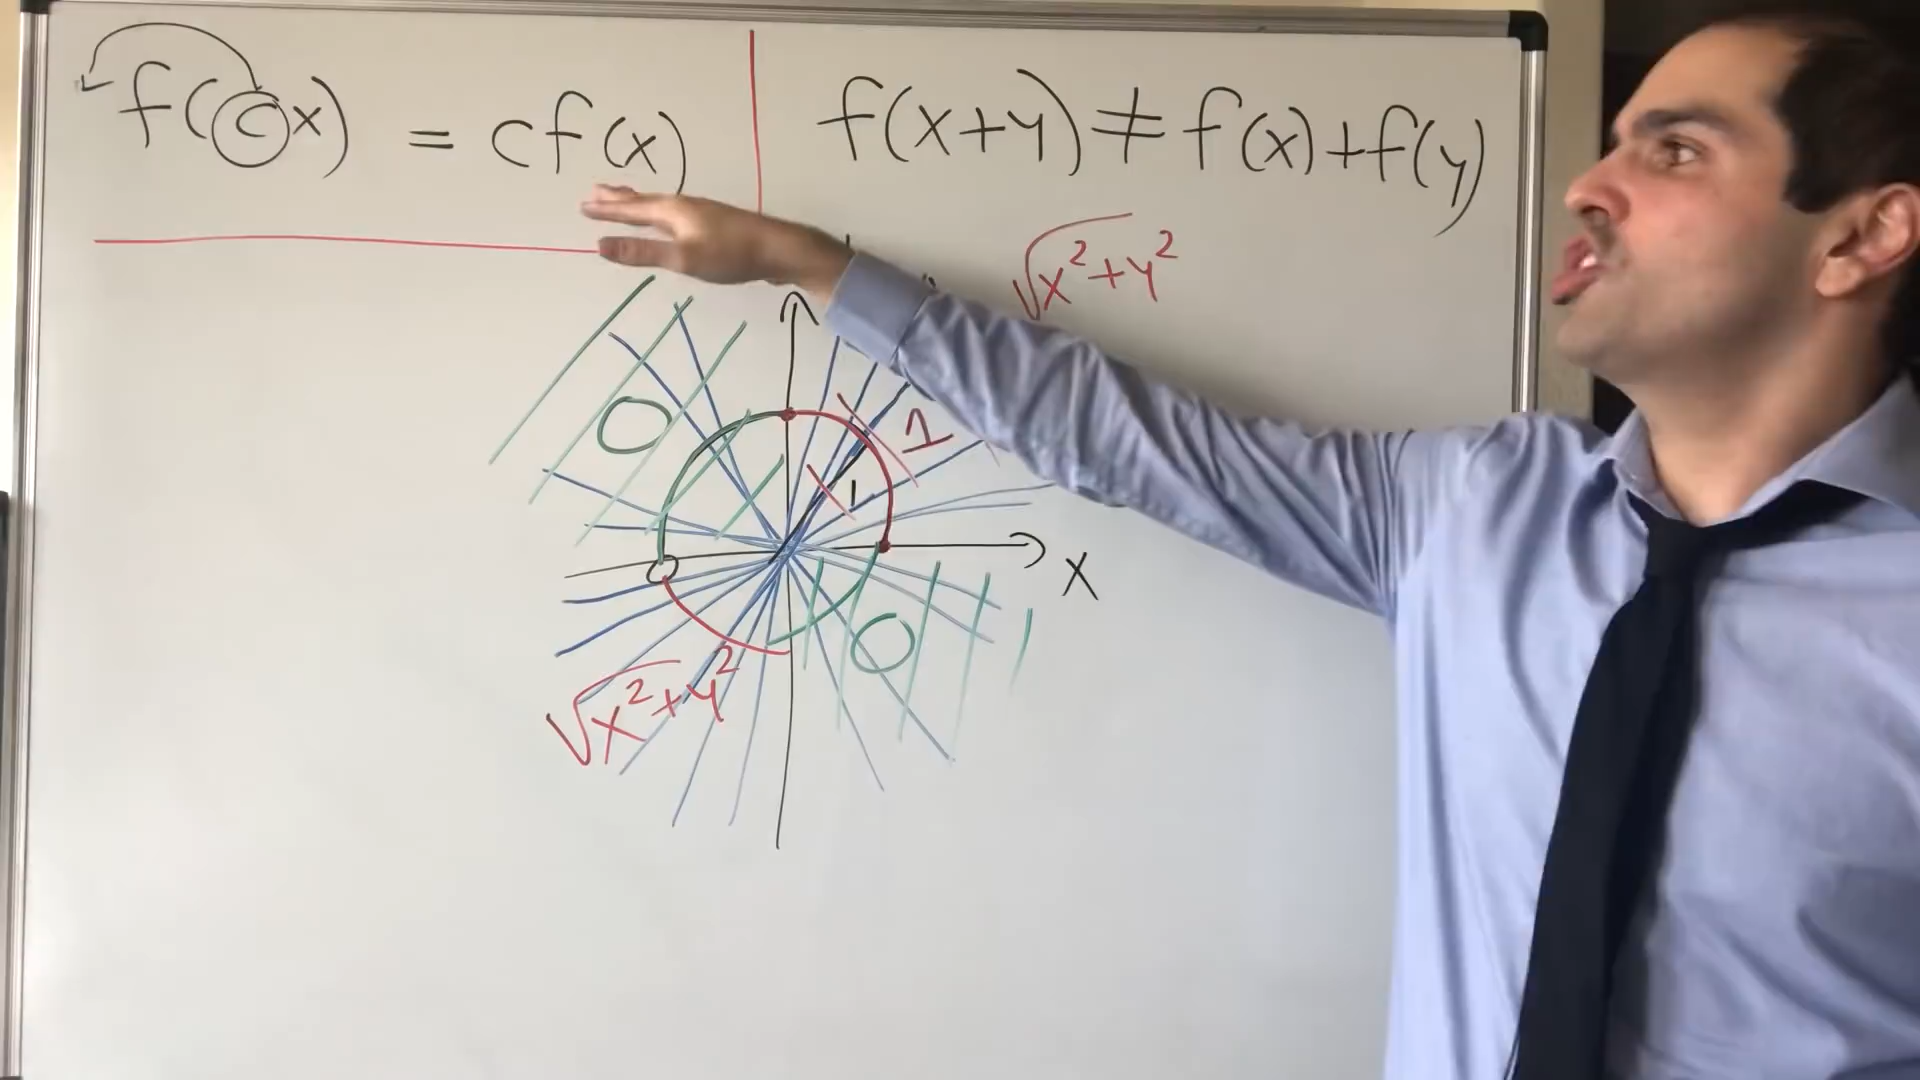 f(cx) = cf(x)
f(x+y) ≠ f(x)+f(y)
√x²+y²
0
1
1
x
0
√x²+y²